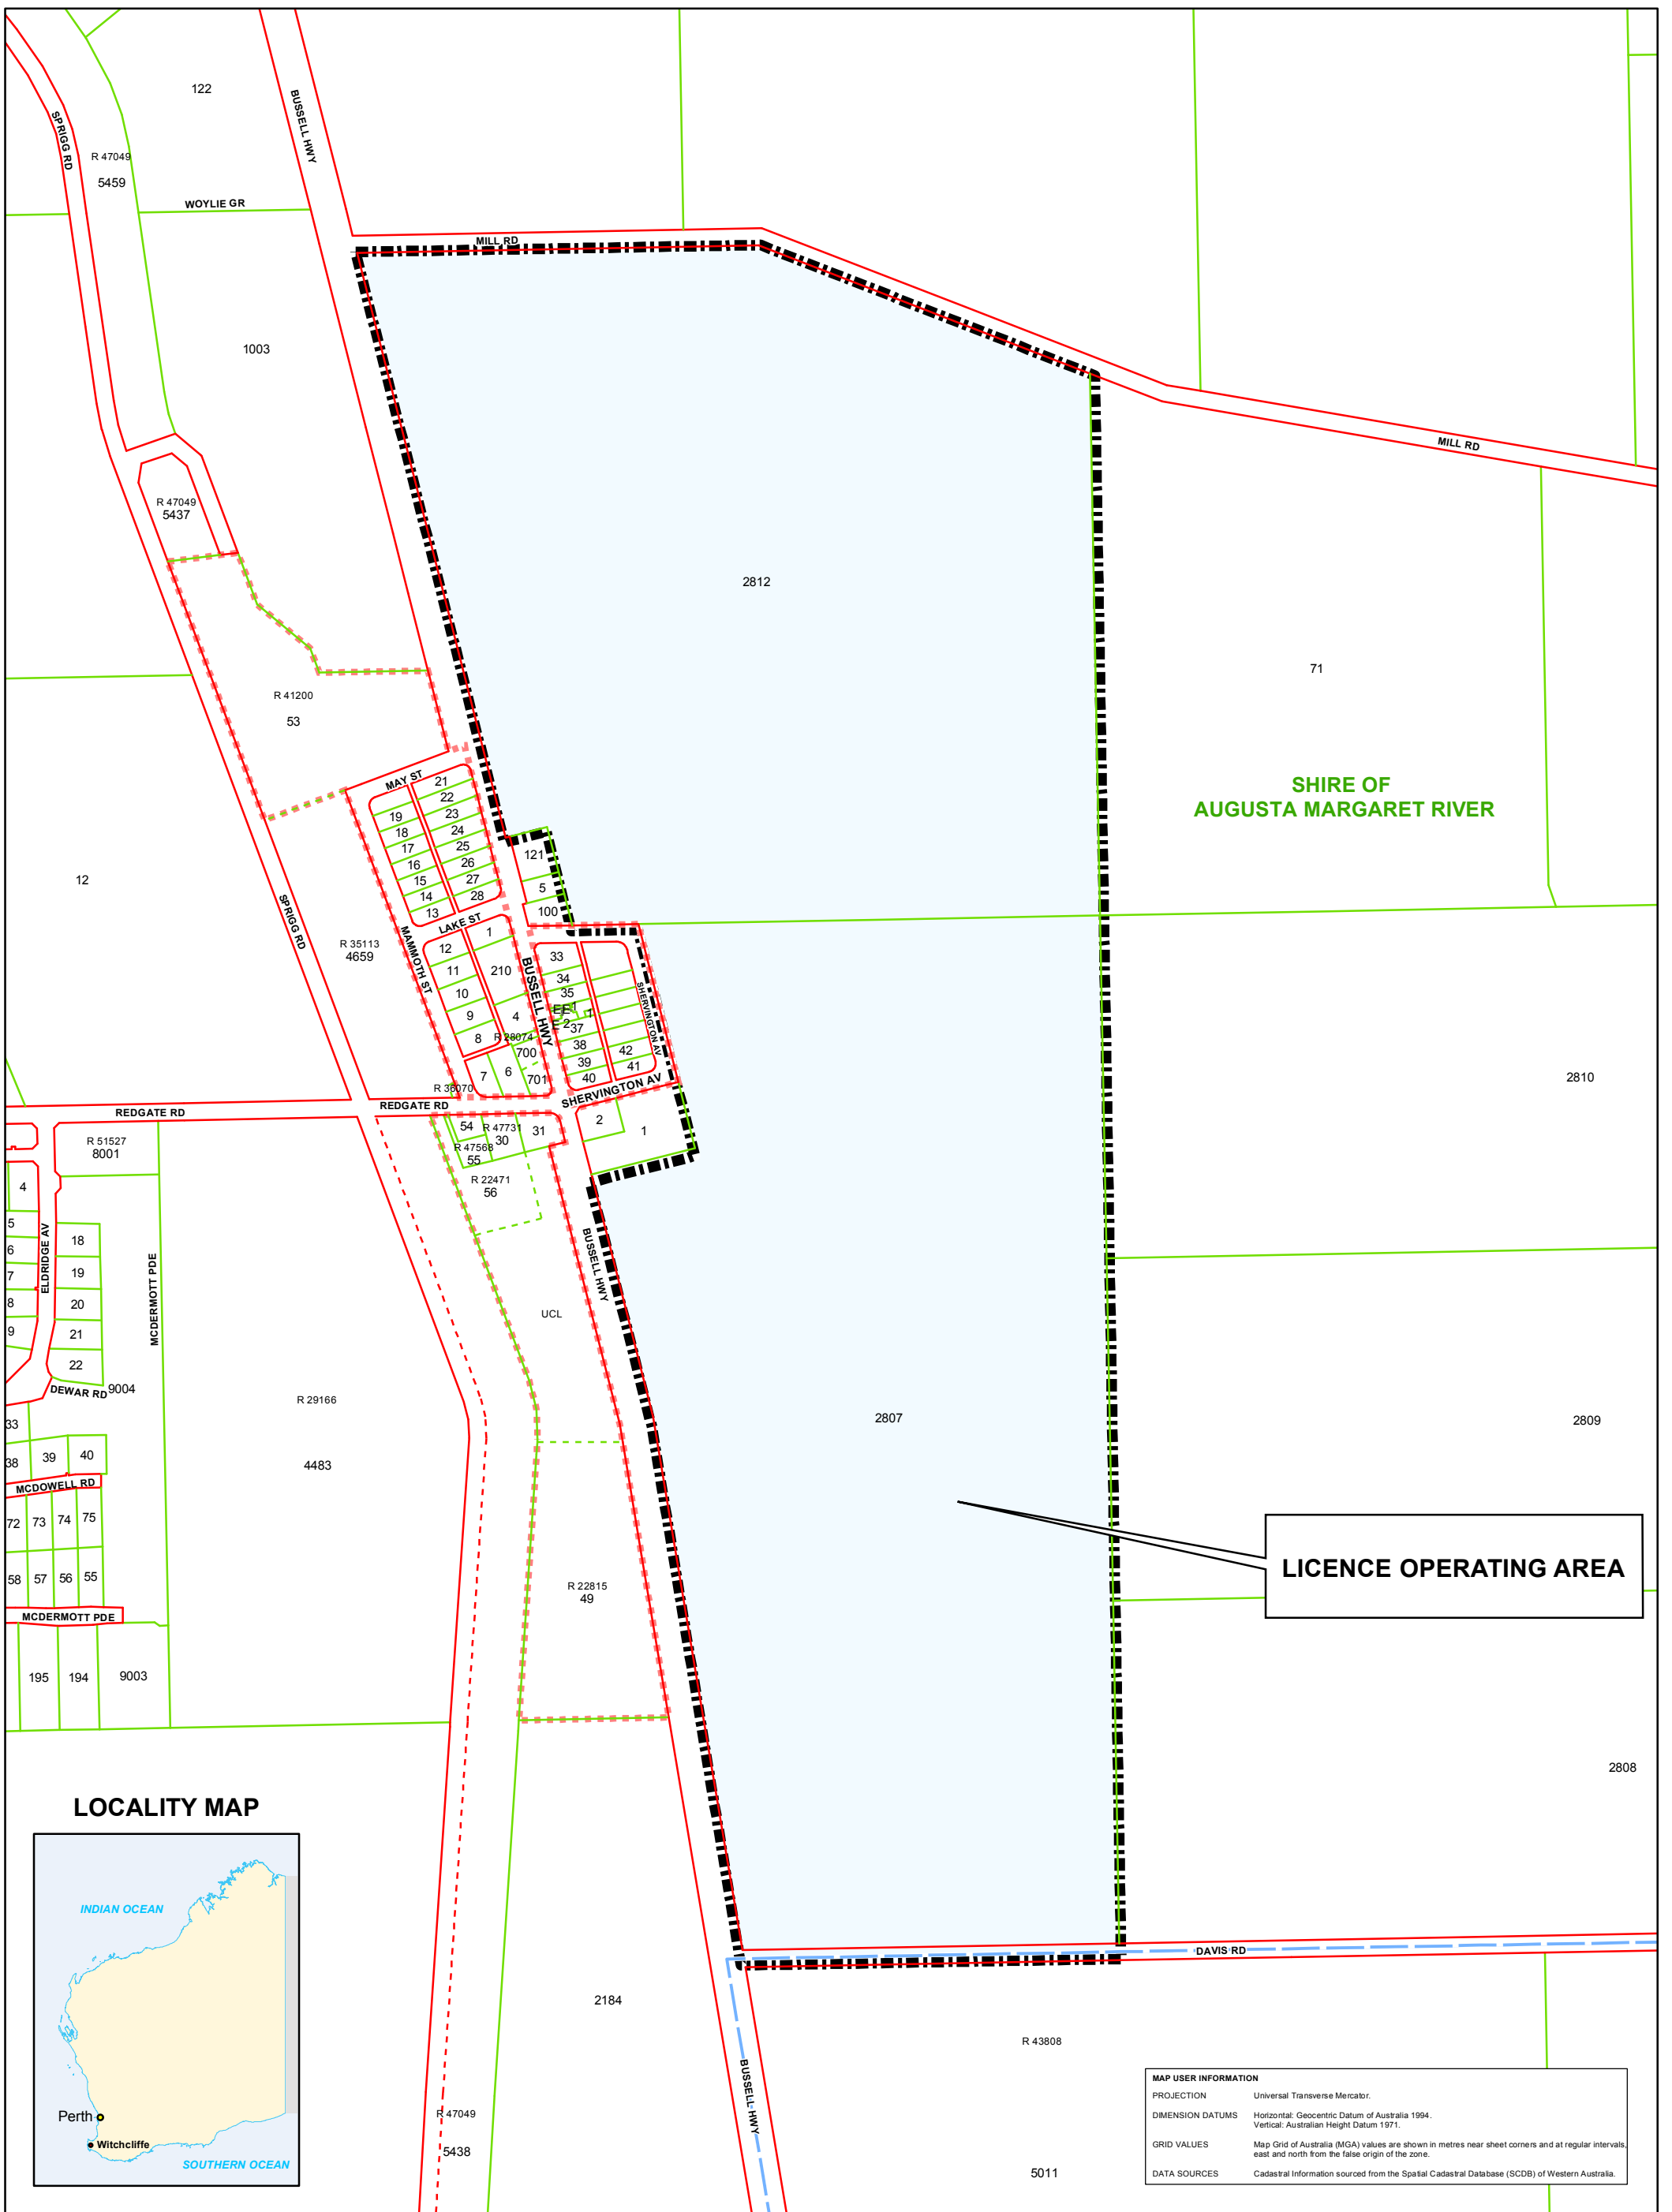 122
SPRIGG RD
BUSSELL HWY
R 47049
5459
WOYLIE GR
MILL RD
1003
MILL RD
R 47049
5437
2812
71
R 41200
53
SHIRE OF
AUGUSTA MARGARET RIVER
MAY ST
21
22
23
24
25
26
27
28
19
18
17
16
15
14
13
121
5
100
12
SPRIGG RD
LAKE ST
MAMMOTH ST
R 35113
4659
1
12
11
10
9
8
210
4
R 28074
700
7
6
701
BUSSELL HWY
33
34
35
EE1
1
E 2
37
38
39
40
42
41
SHERVINGTON AV
SHERVINGTON AV
2810
R 36070
REDGATE RD
REDGATE RD
54
R 47731
30
31
R 47568
55
2
1
R 22471
56
R 51527
8001
4
5
6
7
8
9
ELDRIDGE AV
18
19
20
21
22
MCDERMOTT PDE
BUSSELL HWY
UCL
DEWAR RD
9004
R 29166
4483
2807
2809
33
38
39
40
MCDOWELL RD
72
73
74
75
58
57
56
55
MCDERMOTT PDE
R 22815
49
LICENCE OPERATING AREA
195
194
9003
2808
LOCALITY MAP
INDIAN OCEAN
Perth
Witchcliffe
SOUTHERN OCEAN
DAVIS RD
2184
R 43808
BUSSELL HWY
R 47049
5438
5011
MAP USER INFORMATION
PROJECTION Universal Transverse Mercator.
DIMENSION DATUMS Horizontal: Geocentric Datum of Australia 1994.
Vertical: Australian Height Datum 1971.
GRID VALUES Map Grid of Australia (MGA) values are shown in metres near sheet corners and at regular intervals,
east and north from the false origin of the zone.
DATA SOURCES Cadastral Information sourced from the Spatial Cadastral Database (SCDB) of Western Australia.